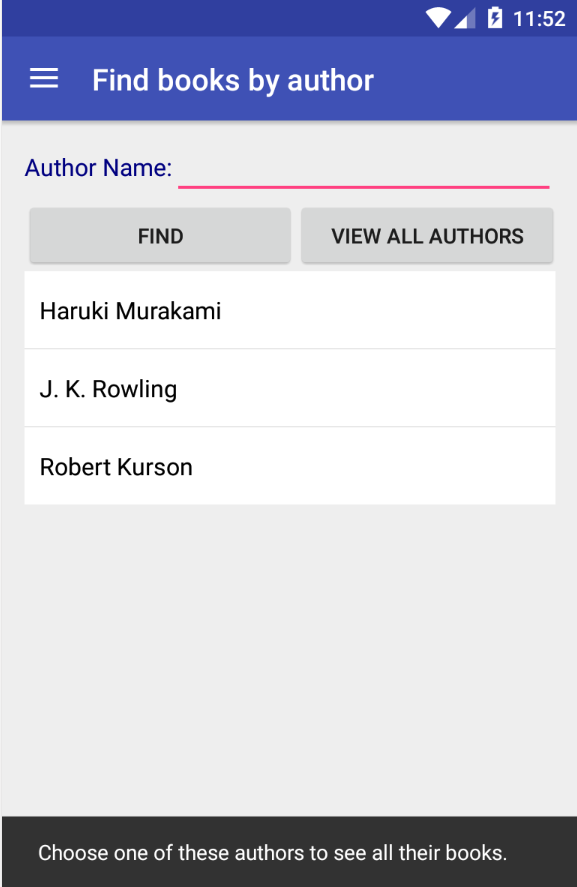 11:52
Find books by author
Author Name:
FIND VIEW ALL AUTHORS
Haruki Murakami
J. K. Rowling
Robert Kurson
Choose one of these authors to see all their books.